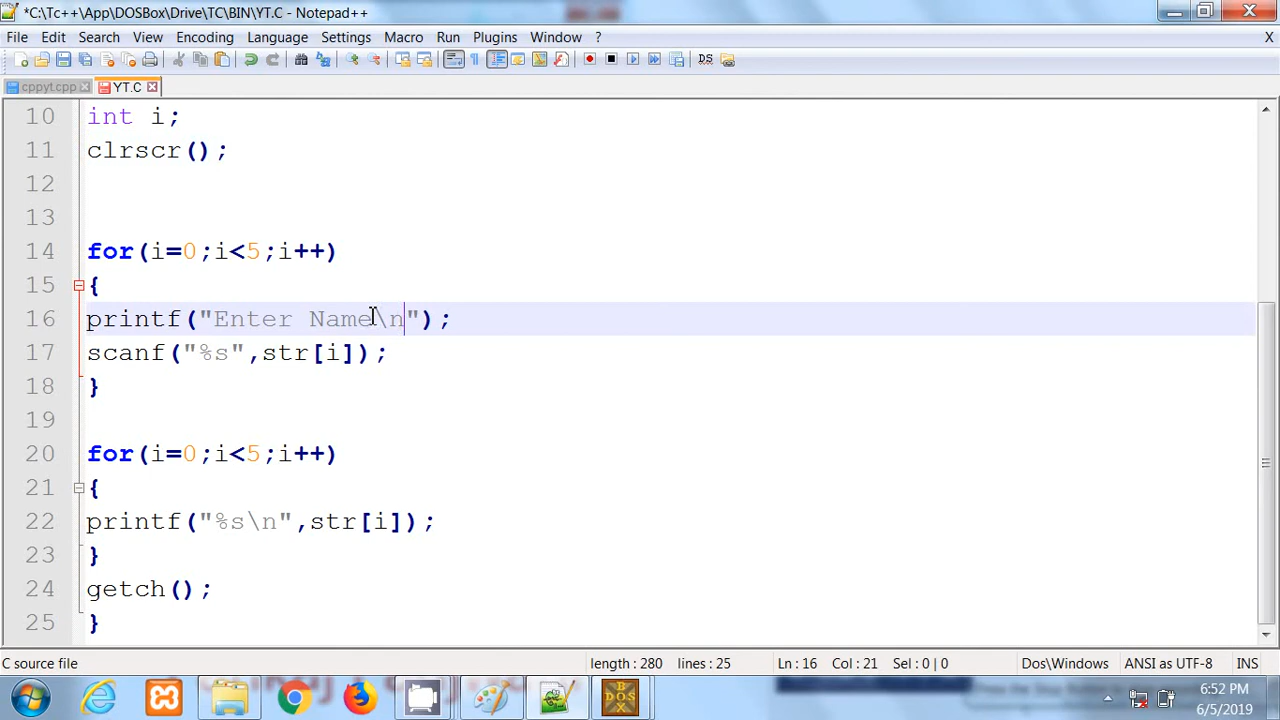 *C:\Tc++\App\DOSBox\Drive\TC\BIN\YT.C - Notepad++
File Edit Search View Encoding Language Settings Macro Run Plugins Window ? X
cppyt.cpp YT.C
10 int i;
11 clrscr();
12
13
14 for(i=0;i<5;i++)
15 {
16 printf("Enter Name\n");
17 scanf("%s",str[i]);
18 }
19
20 for(i=0;i<5;i++)
21 {
22 printf("%s\n",str[i]);
23 }
24 getch();
25 }
C source file length : 280 lines : 25 Ln : 16 Col : 21 Sel : 0 | 0 Dos\Windows ANSI as UTF-8 INS
6:52 PM
6/5/2019